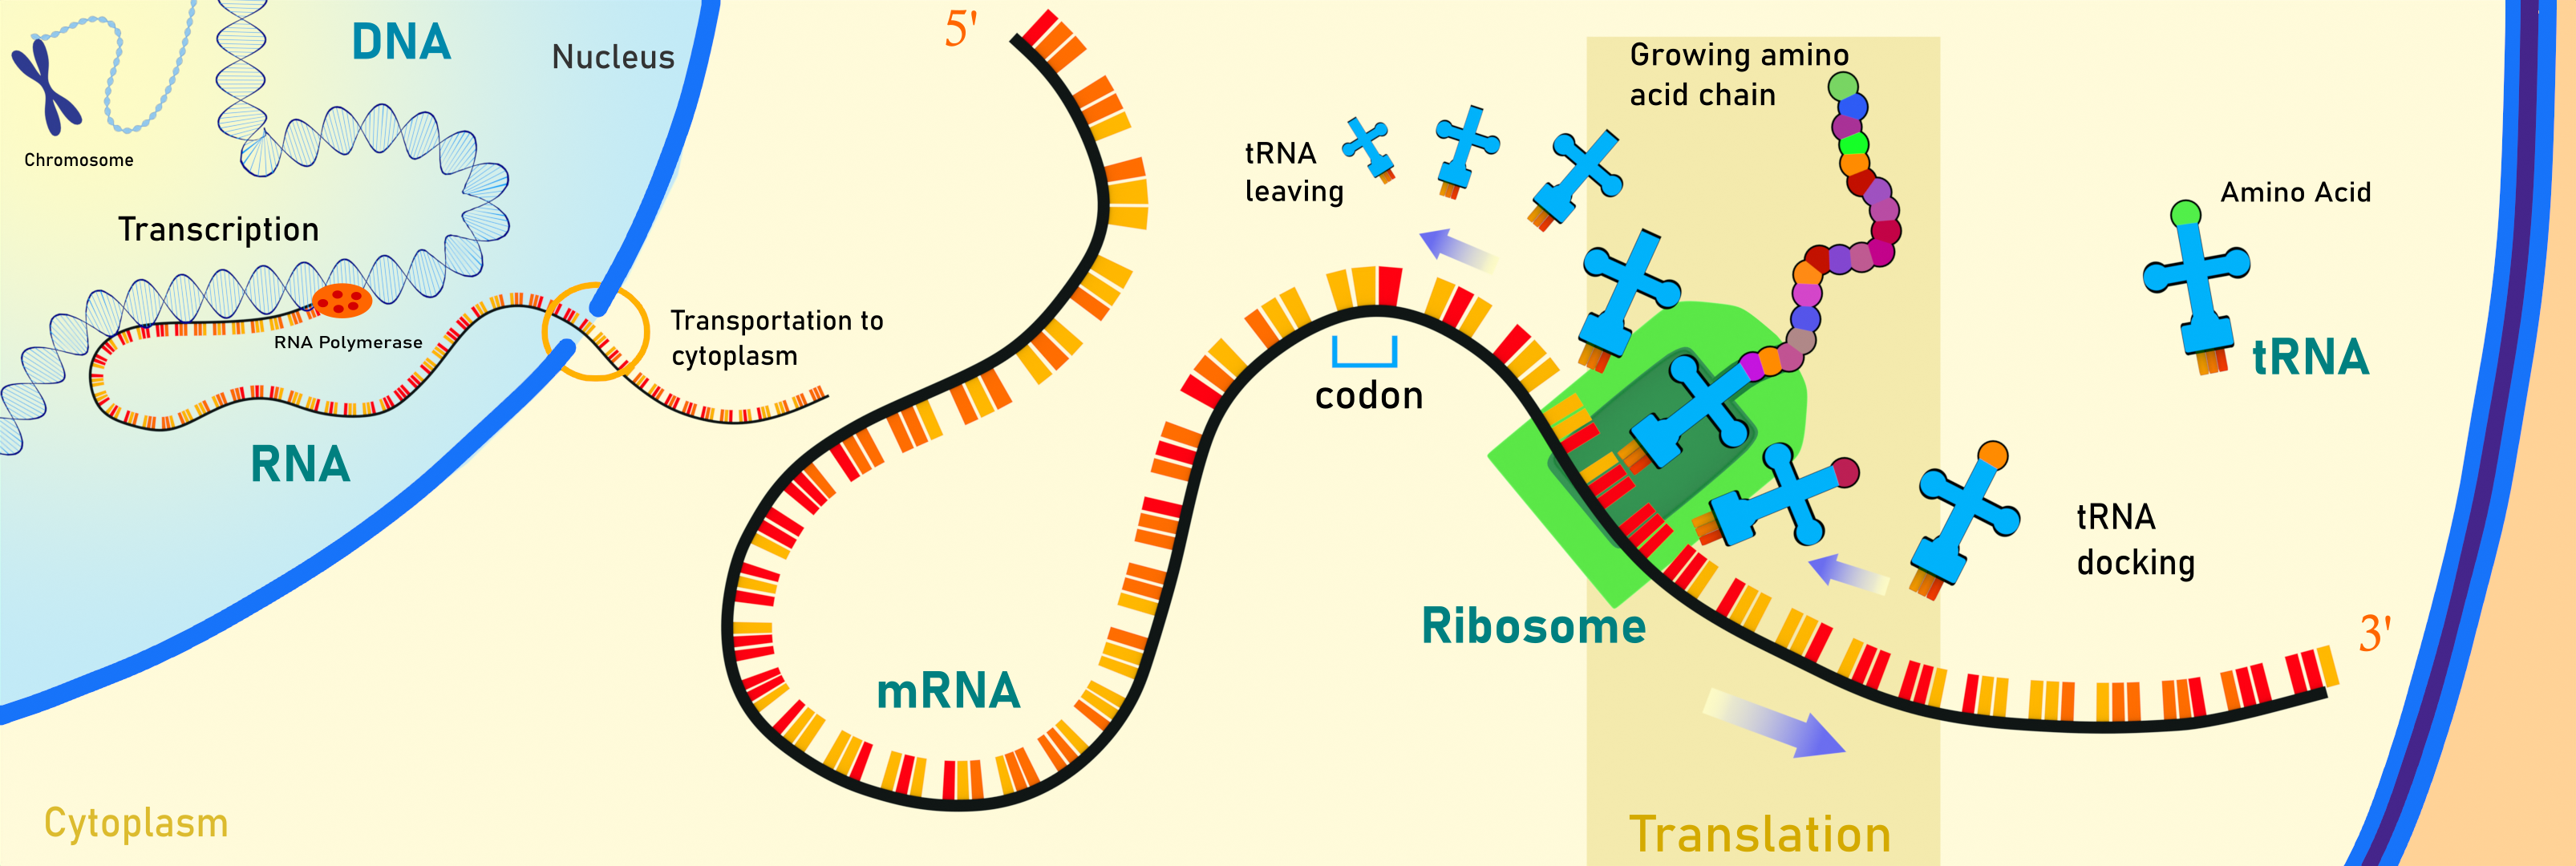 DNA
Nucleus
Chromosome
Transcription
RNA Polymerase
RNA
Transportation to
cytoplasm
Cytoplasm
5'
mRNA
tRNA
leaving
codon
Growing amino
acid chain
Ribosome
Translation
Amino Acid
tRNA
tRNA
docking
3'